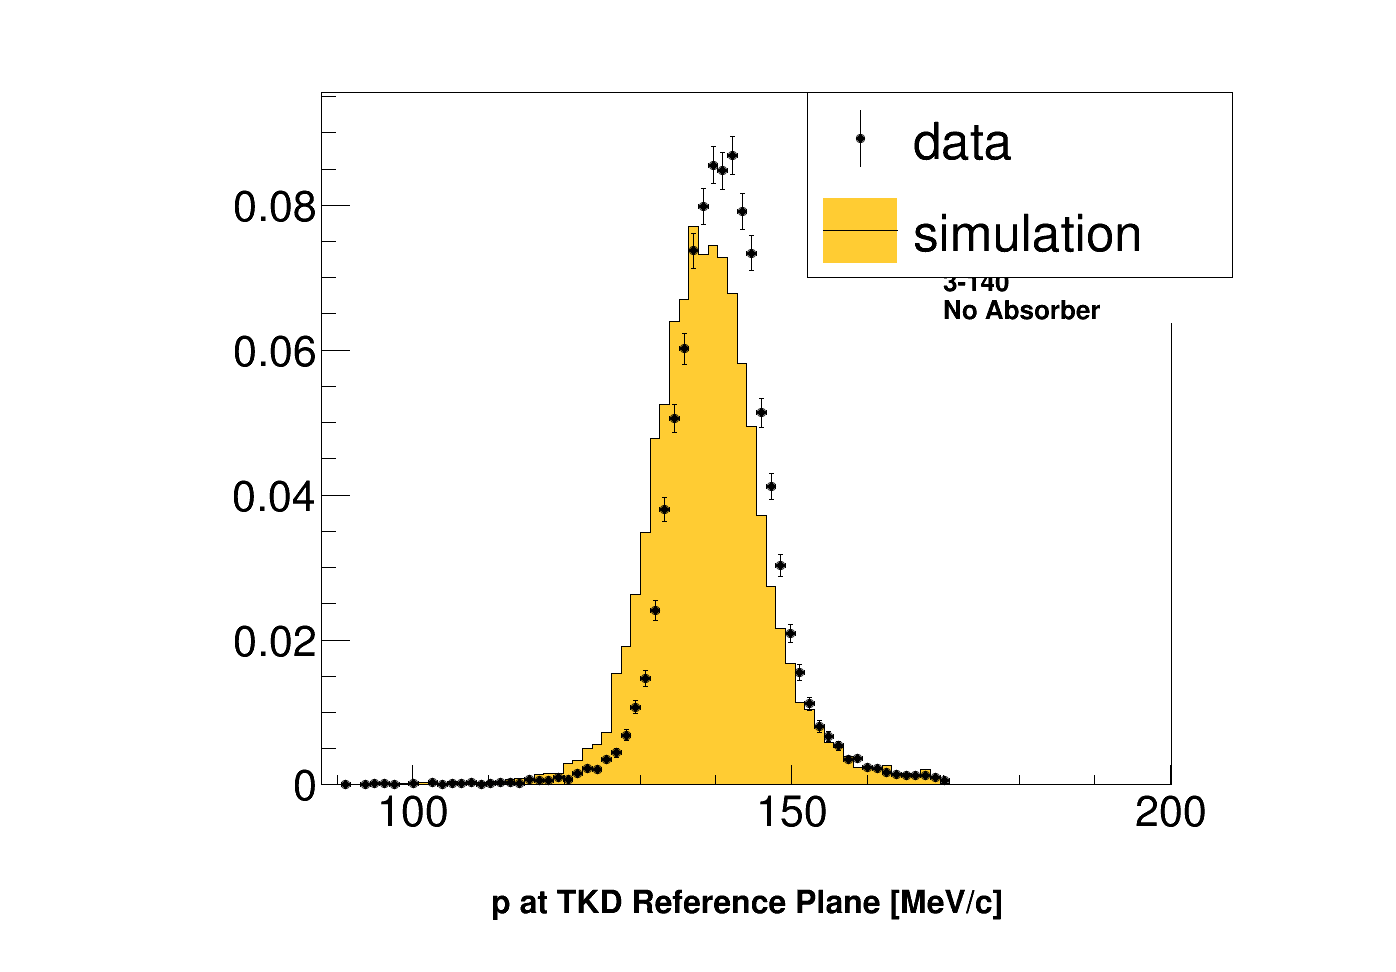 data
simulation
3-140
No Absorber
0.08
0.06
0.04
0.02
0
100
150
200
p at TKD Reference Plane [MeV/c]